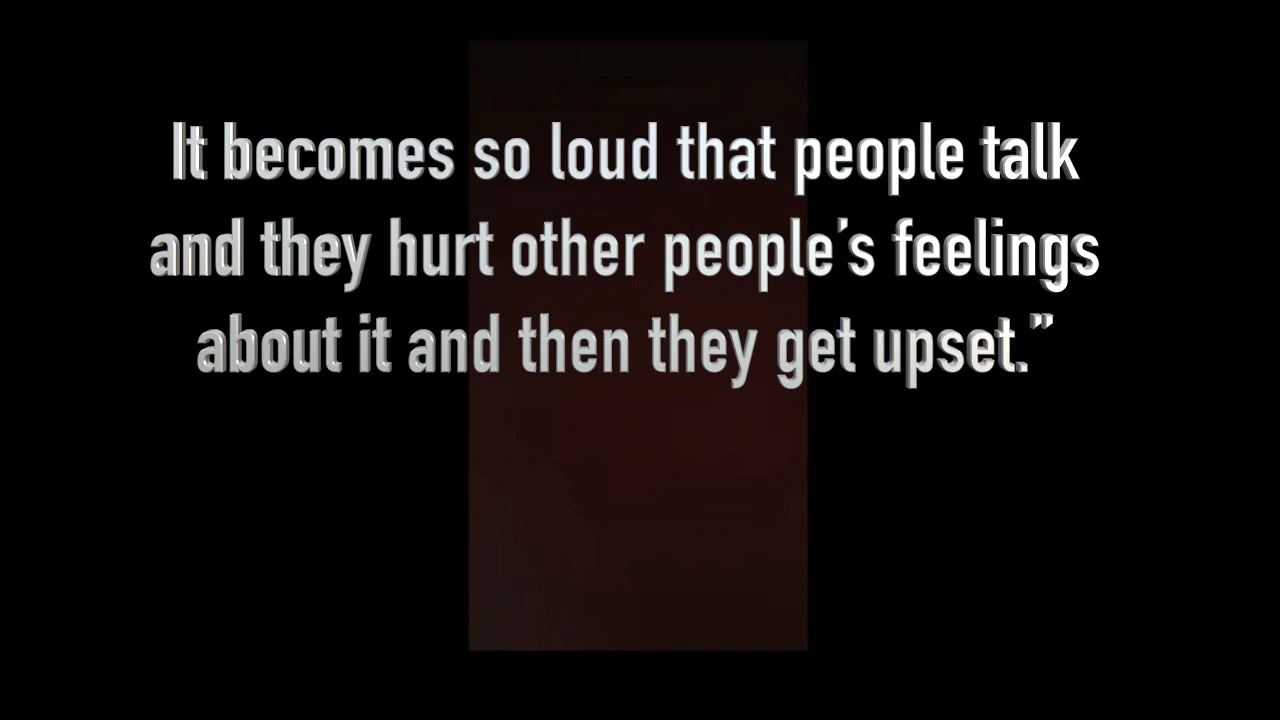 It becomes so loud that people talk
and they hurt other people’s feelings
about it and then they get upset.”